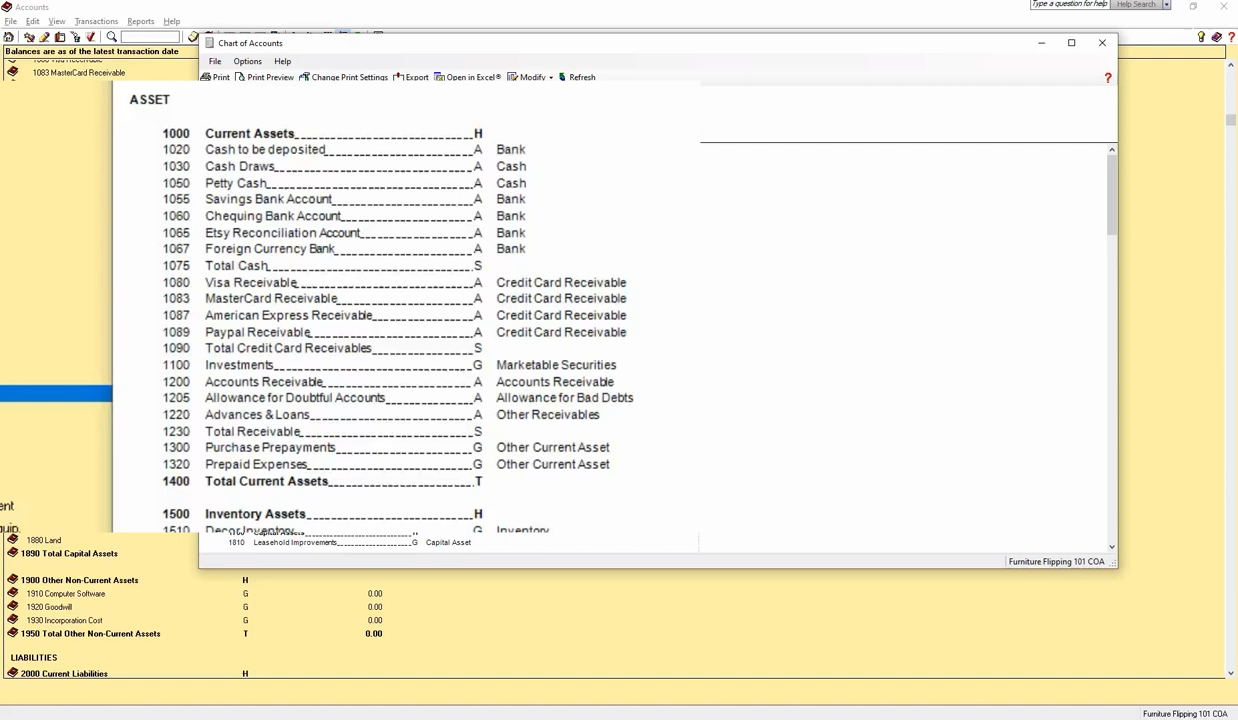 Accounts
Type a question for help
Help Search
File Edit View Transactions Reports Help
Balances are as of the latest transaction date
1083 MasterCard Receivable
Chart of Accounts
File Options Help
Print Print Preview Change Print Settings Export Open in Excel® Modify Refresh
ASSET
1000 Current Assets H
1020 Cash to be deposited A Bank
1030 Cash Draws A Cash
1050 Petty Cash A Cash
1055 Savings Bank Account A Bank
1060 Chequing Bank Account A Bank
1065 Etsy Reconciliation Account A Bank
1067 Foreign Currency Bank A Bank
1075 Total Cash S
1080 Visa Receivable A Credit Card Receivable
1083 MasterCard Receivable A Credit Card Receivable
1087 American Express Receivable A Credit Card Receivable
1089 Paypal Receivable A Credit Card Receivable
1090 Total Credit Card Receivables S
1100 Investments G Marketable Securities
1200 Accounts Receivable A Accounts Receivable
1205 Allowance for Doubtful Accounts A Allowance for Bad Debts
1220 Advances & Loans A Other Receivables
1230 Total Receivable S
1300 Purchase Prepayments G Other Current Asset
1320 Prepaid Expenses G Other Current Asset
1400 Total Current Assets T
1500 Inventory Assets H
1510 Decor Inventory G Inventory
1810 Leasehold Improvements G Capital Asset
Furniture Flipping 101 COA
ent
quip.
1880 Land
1890 Total Capital Assets
1900 Other Non-Current Assets H
1910 Computer Software G 0.00
1920 Goodwill G 0.00
1930 Incorporation Cost G 0.00
1950 Total Other Non-Current Assets T 0.00
LIABILITIES
2000 Current Liabilities H
Furniture Flipping 101 COA